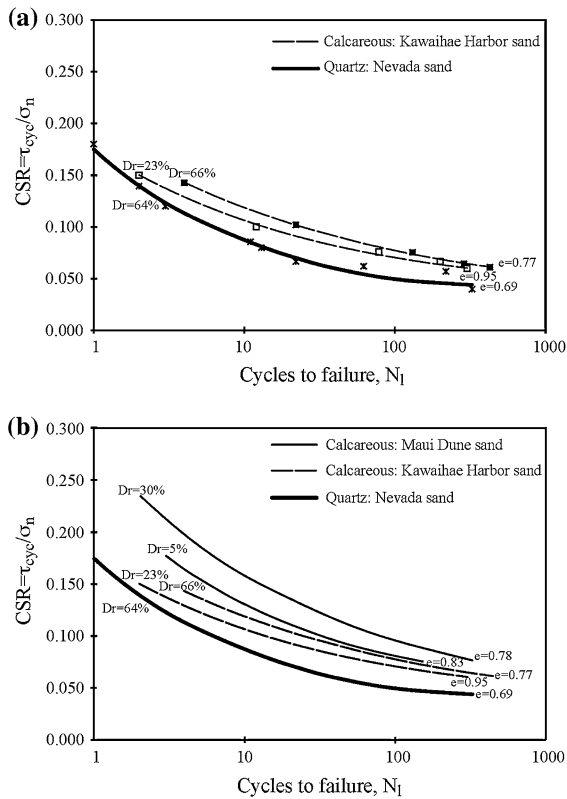 (a)
0.300
0.250
0.200
0.150
0.100
0.050
0.000
CSR=τcyc/σn
Calcareous: Kawaihae Harbor sand
Quartz: Nevada sand
Dr=23%
Dr=66%
Dr=64%
e=0.77
e=0.95
e=0.69
1
10
100
1000
Cycles to failure, Nl
(b)
0.300
0.250
0.200
0.150
0.100
0.050
0.000
CSR=τcyc/σn
Calcareous: Maui Dune sand
Calcareous: Kawaihae Harbor sand
Quartz: Nevada sand
Dr=30%
Dr=5%
Dr=23%
Dr=66%
Dr=64%
e=0.78
e=0.83
e=0.77
e=0.95
e=0.69
1
10
100
1000
Cycles to failure, Nl